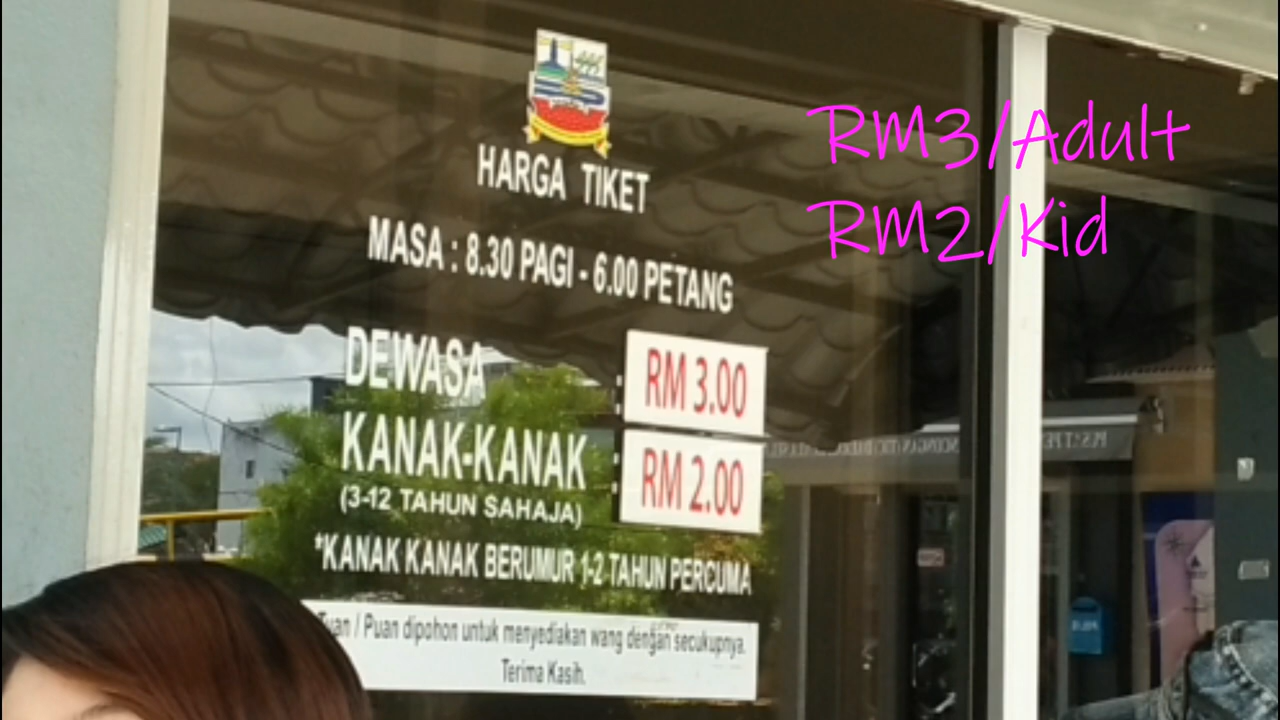 HARGA TIKET
MASA : 8.30 PAGI - 6.00 PETANG
DEWASA : RM 3.00
KANAK-KANAK : RM 2.00
(3-12 TAHUN SAHAJA)
*KANAK KANAK BERUMUR 1-2 TAHUN PERCUMA
Tuan / Puan dipohon untuk menyediakan wang dengan secukupnya.
Terima Kasih.
RM3/Adult
RM2/Kid